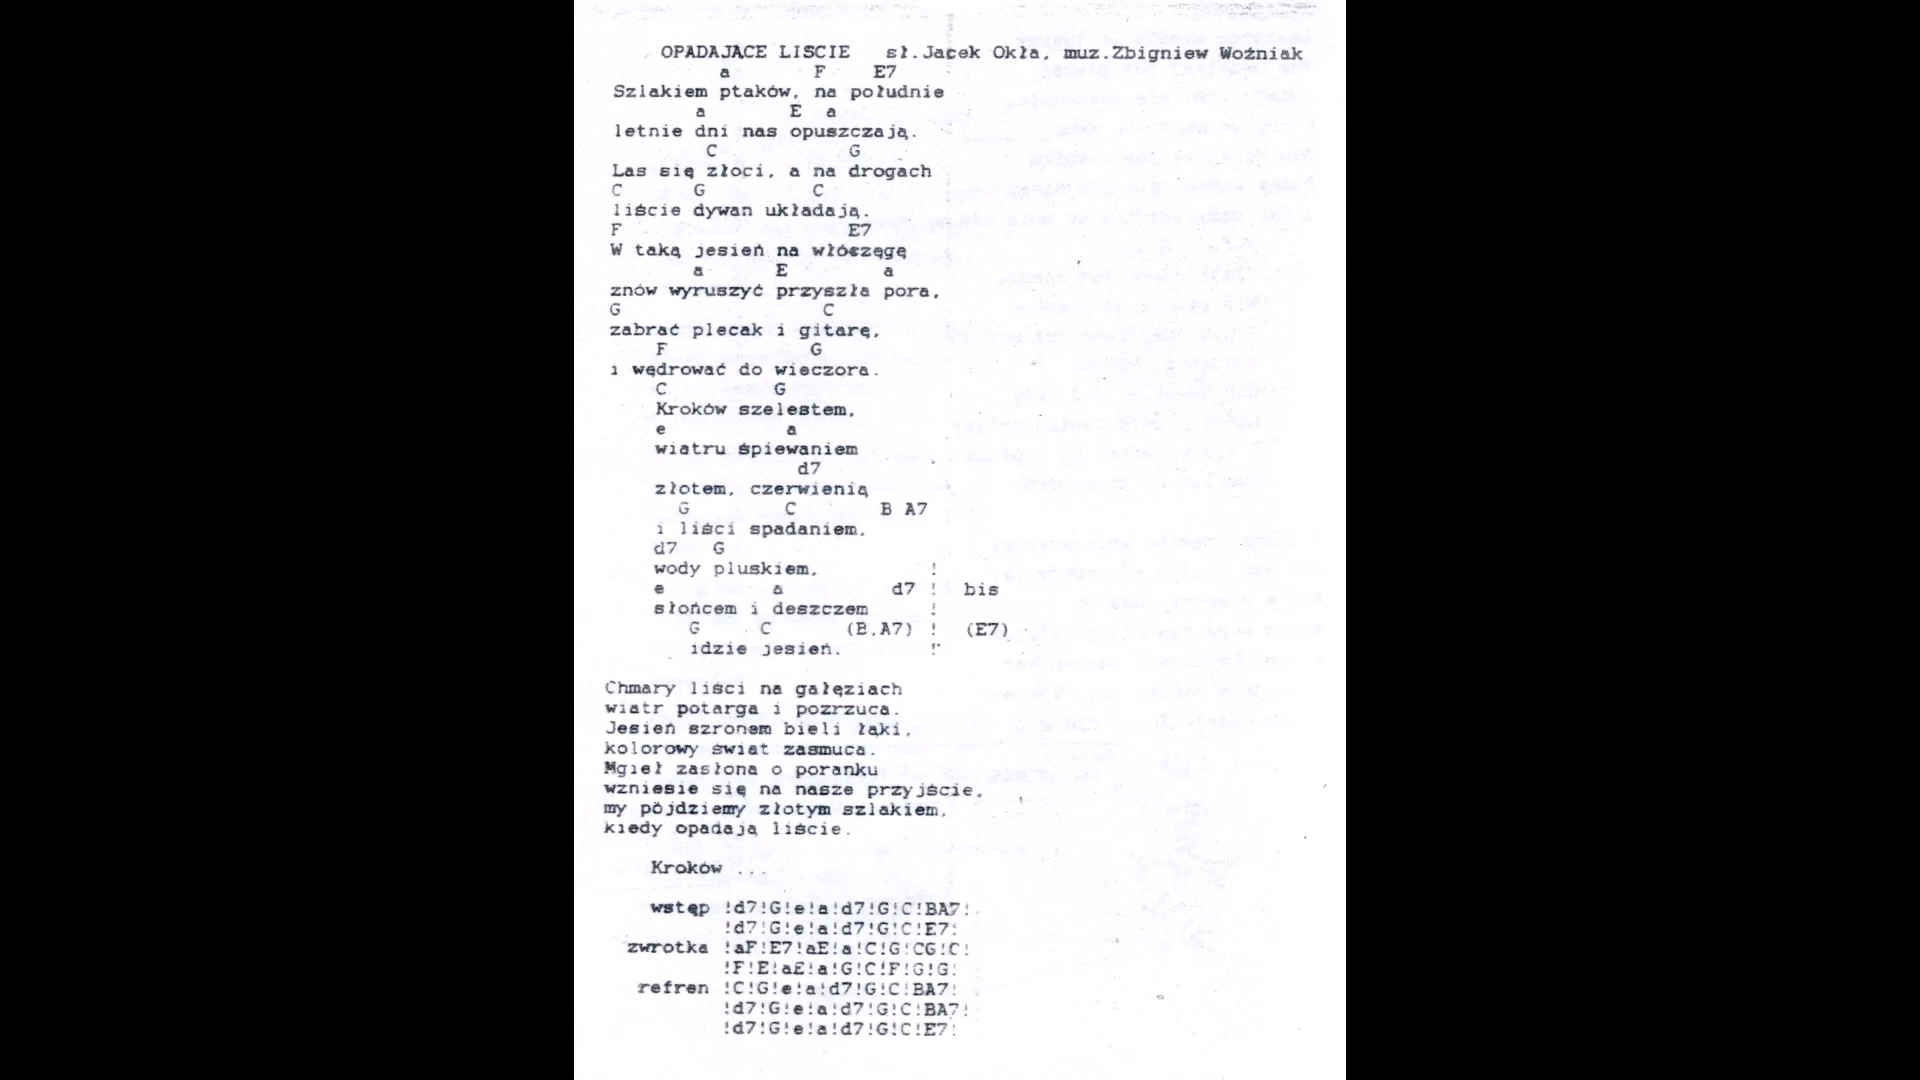 OPADAJĄCE LISCIE   sł.Jacek Okła, muz.Zbigniew Woźniak
a F E7
Szlakiem ptaków, na południe
a E a
letnie dni nas opuszczają.
C G
Las się złoci, a na drogach
C G C
liście dywan układają.
F E7
W taką jesień na włóczęgę
a E a
znów wyruszyć przyszła pora,
G C
zabrać plecak i gitarę,
F G
i wędrować do wieczora.
C G
Kroków szelestem,
e a
wiatru śpiewaniem
d7
złotem, czerwienią
G C B A7
i liści spadaniem,
d7 G
wody pluskiem, !
e a d7 ! bis
słońcem i deszczem !
G C (B,A7) ! (E7)
idzie jesień. !
Chmary liści na gałęziach
wiatr potarga i pozrzuca.
Jesień szronem bieli łąki,
kolorowy świat zasmuca.
Mgieł zasłona o poranku
wzniesie się na nasze przyjście,
my pójdziemy złotym szlakiem,
kiedy opadają liście.
Kroków ...
wstęp !d7!G!e!a!d7!G!C!BA7!
!d7!G!e!a!d7!G!C!E7!
zwrotka !aF!E7!aE!a!C!G!CG!C!
!F!E!aE!a!G!C!F!G!G!
refren !C!G!e!a!d7!G!C!BA7!
!d7!G!e!a!d7!G!C!BA7!
!d7!G!e!a!d7!G!C!E7!